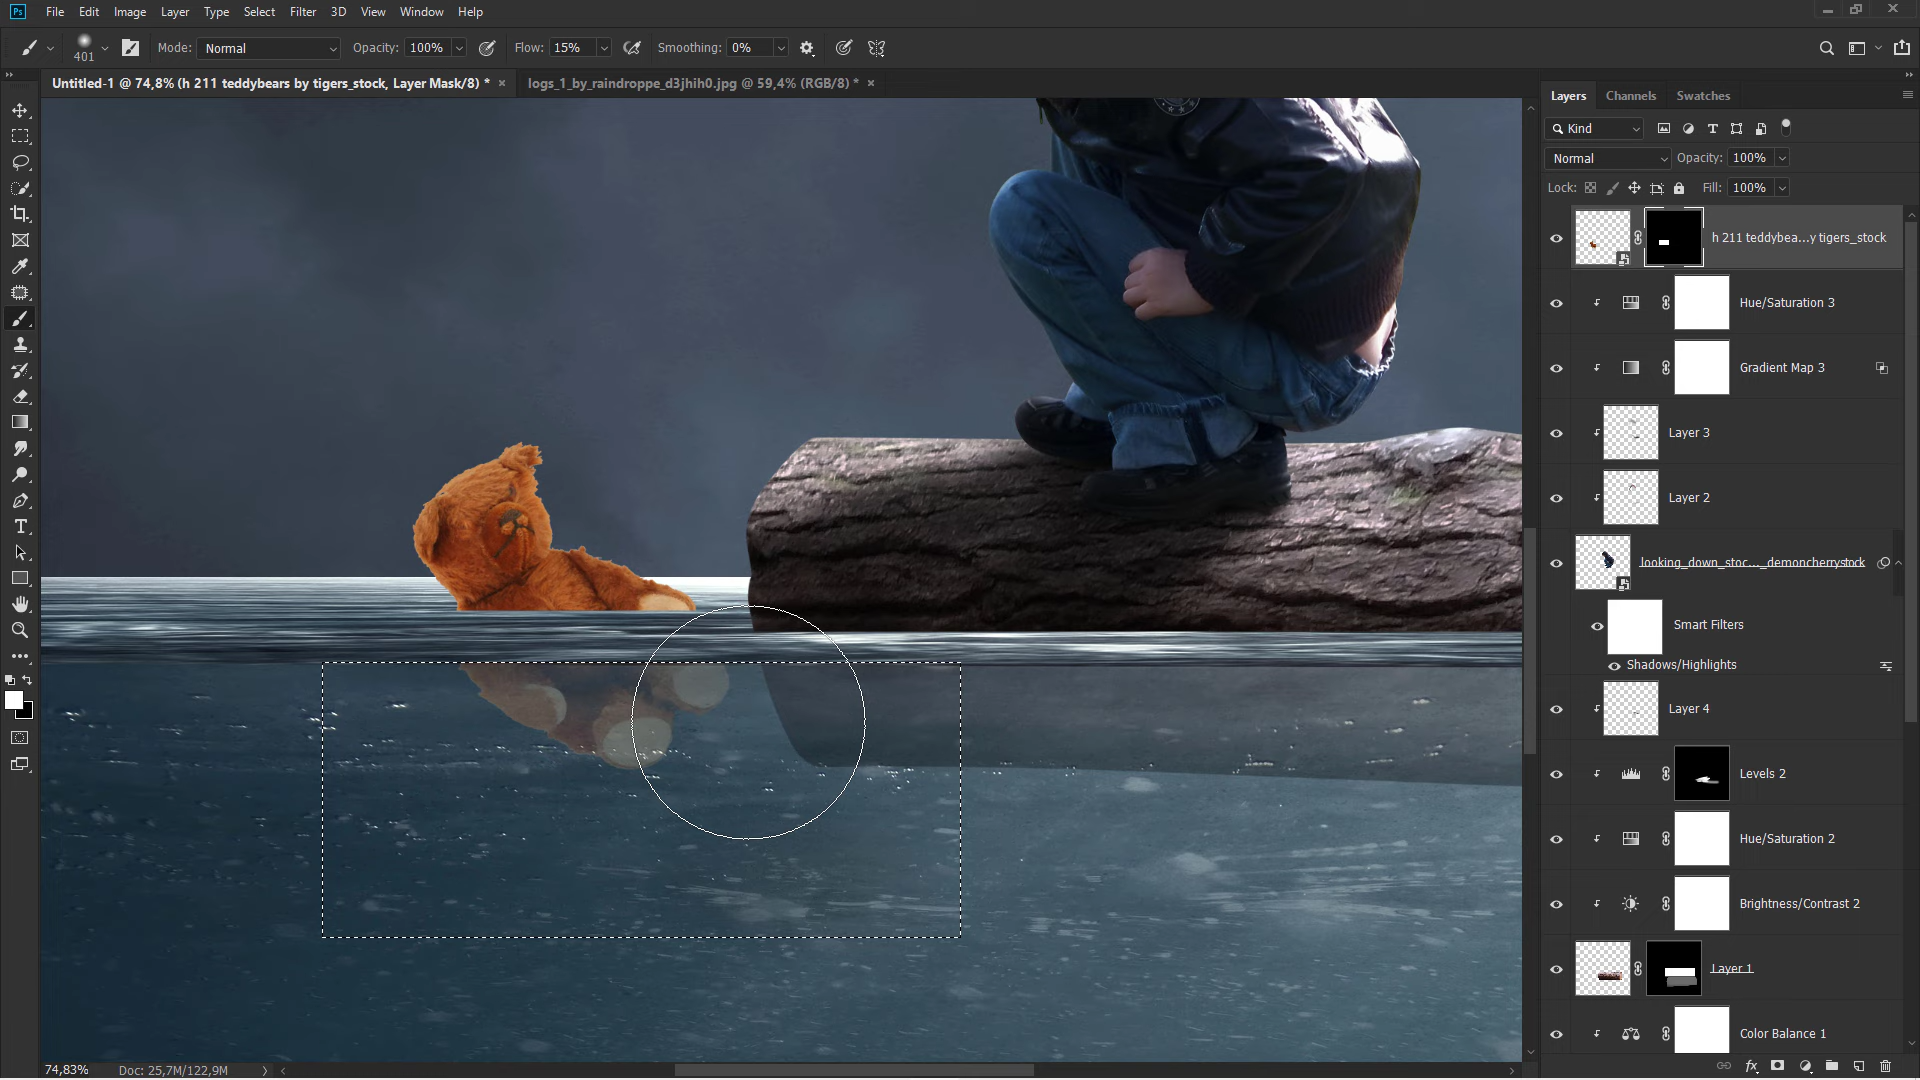 Ps File Edit Image Layer Type Select Filter 3D View Window Help
401 Mode: Normal Opacity: 100% Flow: 15% Smoothing: 0%
Untitled-1 @ 74,8% (h 211 teddybears by tigers_stock, Layer Mask/8) * × logs_1_by_raindroppe_d3jhih0.jpg @ 59,4% (RGB/8) * ×
Layers Channels Swatches
Kind
Normal Opacity: 100%
Lock: Fill: 100%
h 211 teddybea...y tigers_stock
Hue/Saturation 3
Gradient Map 3
Layer 3
Layer 2
looking_down_stoc..._demoncherrystock
Smart Filters
Shadows/Highlights
Layer 4
Levels 2
Hue/Saturation 2
Brightness/Contrast 2
Layer 1
Color Balance 1
74,83% Doc: 25,7M/122,9M